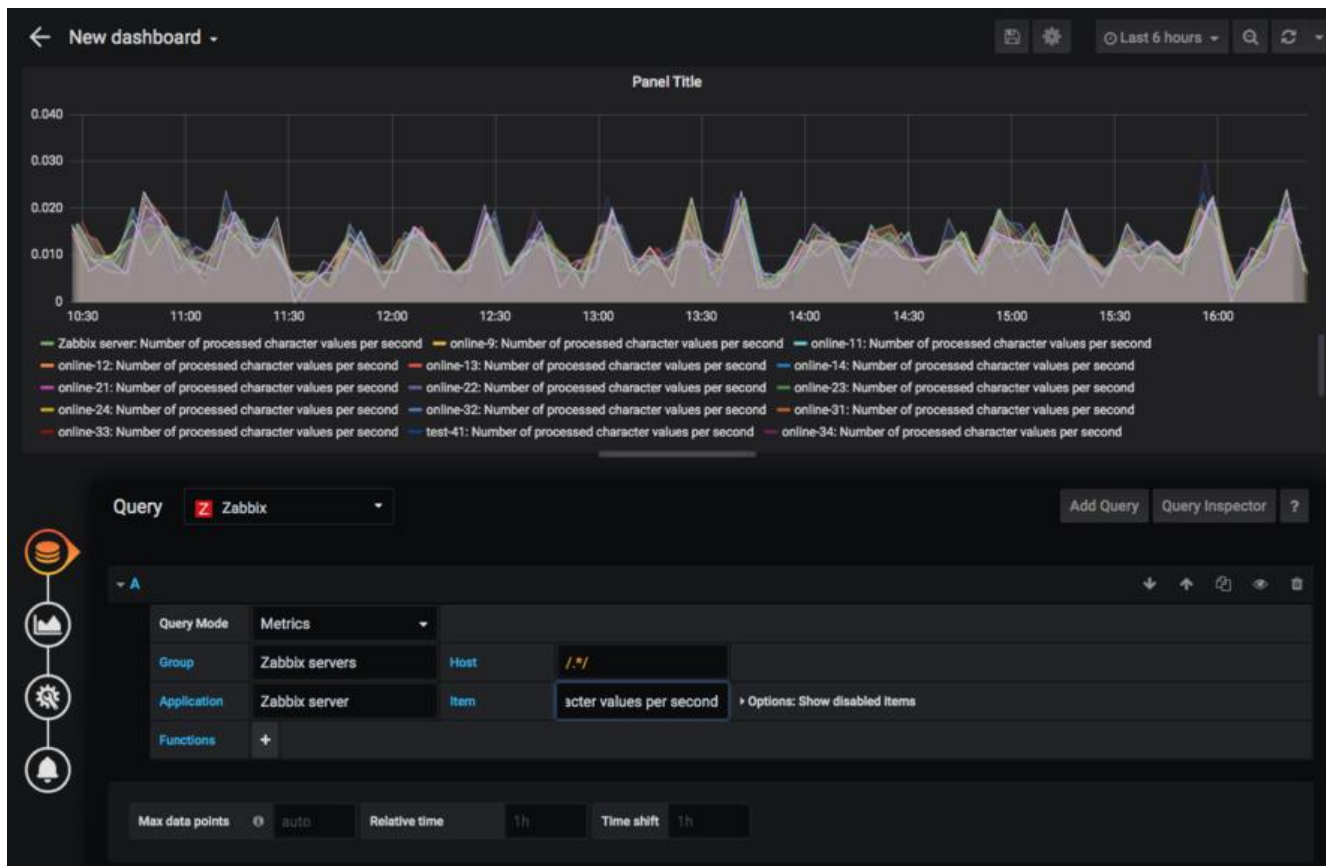 New dashboard
Last 6 hours
Panel Title
0.040
0.030
0.020
0.010
0
10:30 11:00 11:30 12:00 12:30 13:00 13:30 14:00 14:30 15:00 15:30 16:00
Zabbix server: Number of processed character values per second online-9: Number of processed character values per second online-11: Number of processed character values per second
online-12: Number of processed character values per second online-13: Number of processed character values per second online-14: Number of processed character values per second
online-21: Number of processed character values per second online-22: Number of processed character values per second online-23: Number of processed character values per second
online-24: Number of processed character values per second online-32: Number of processed character values per second online-31: Number of processed character values per second
online-33: Number of processed character values per second test-41: Number of processed character values per second online-34: Number of processed character values per second
Query Z Zabbix Add Query Query Inspector ?
A
Query Mode Metrics
Group Zabbix servers Host /.*/
Application Zabbix server Item acter values per second Options: Show disabled items
Functions +
Max data points auto Relative time 1h Time shift 1h